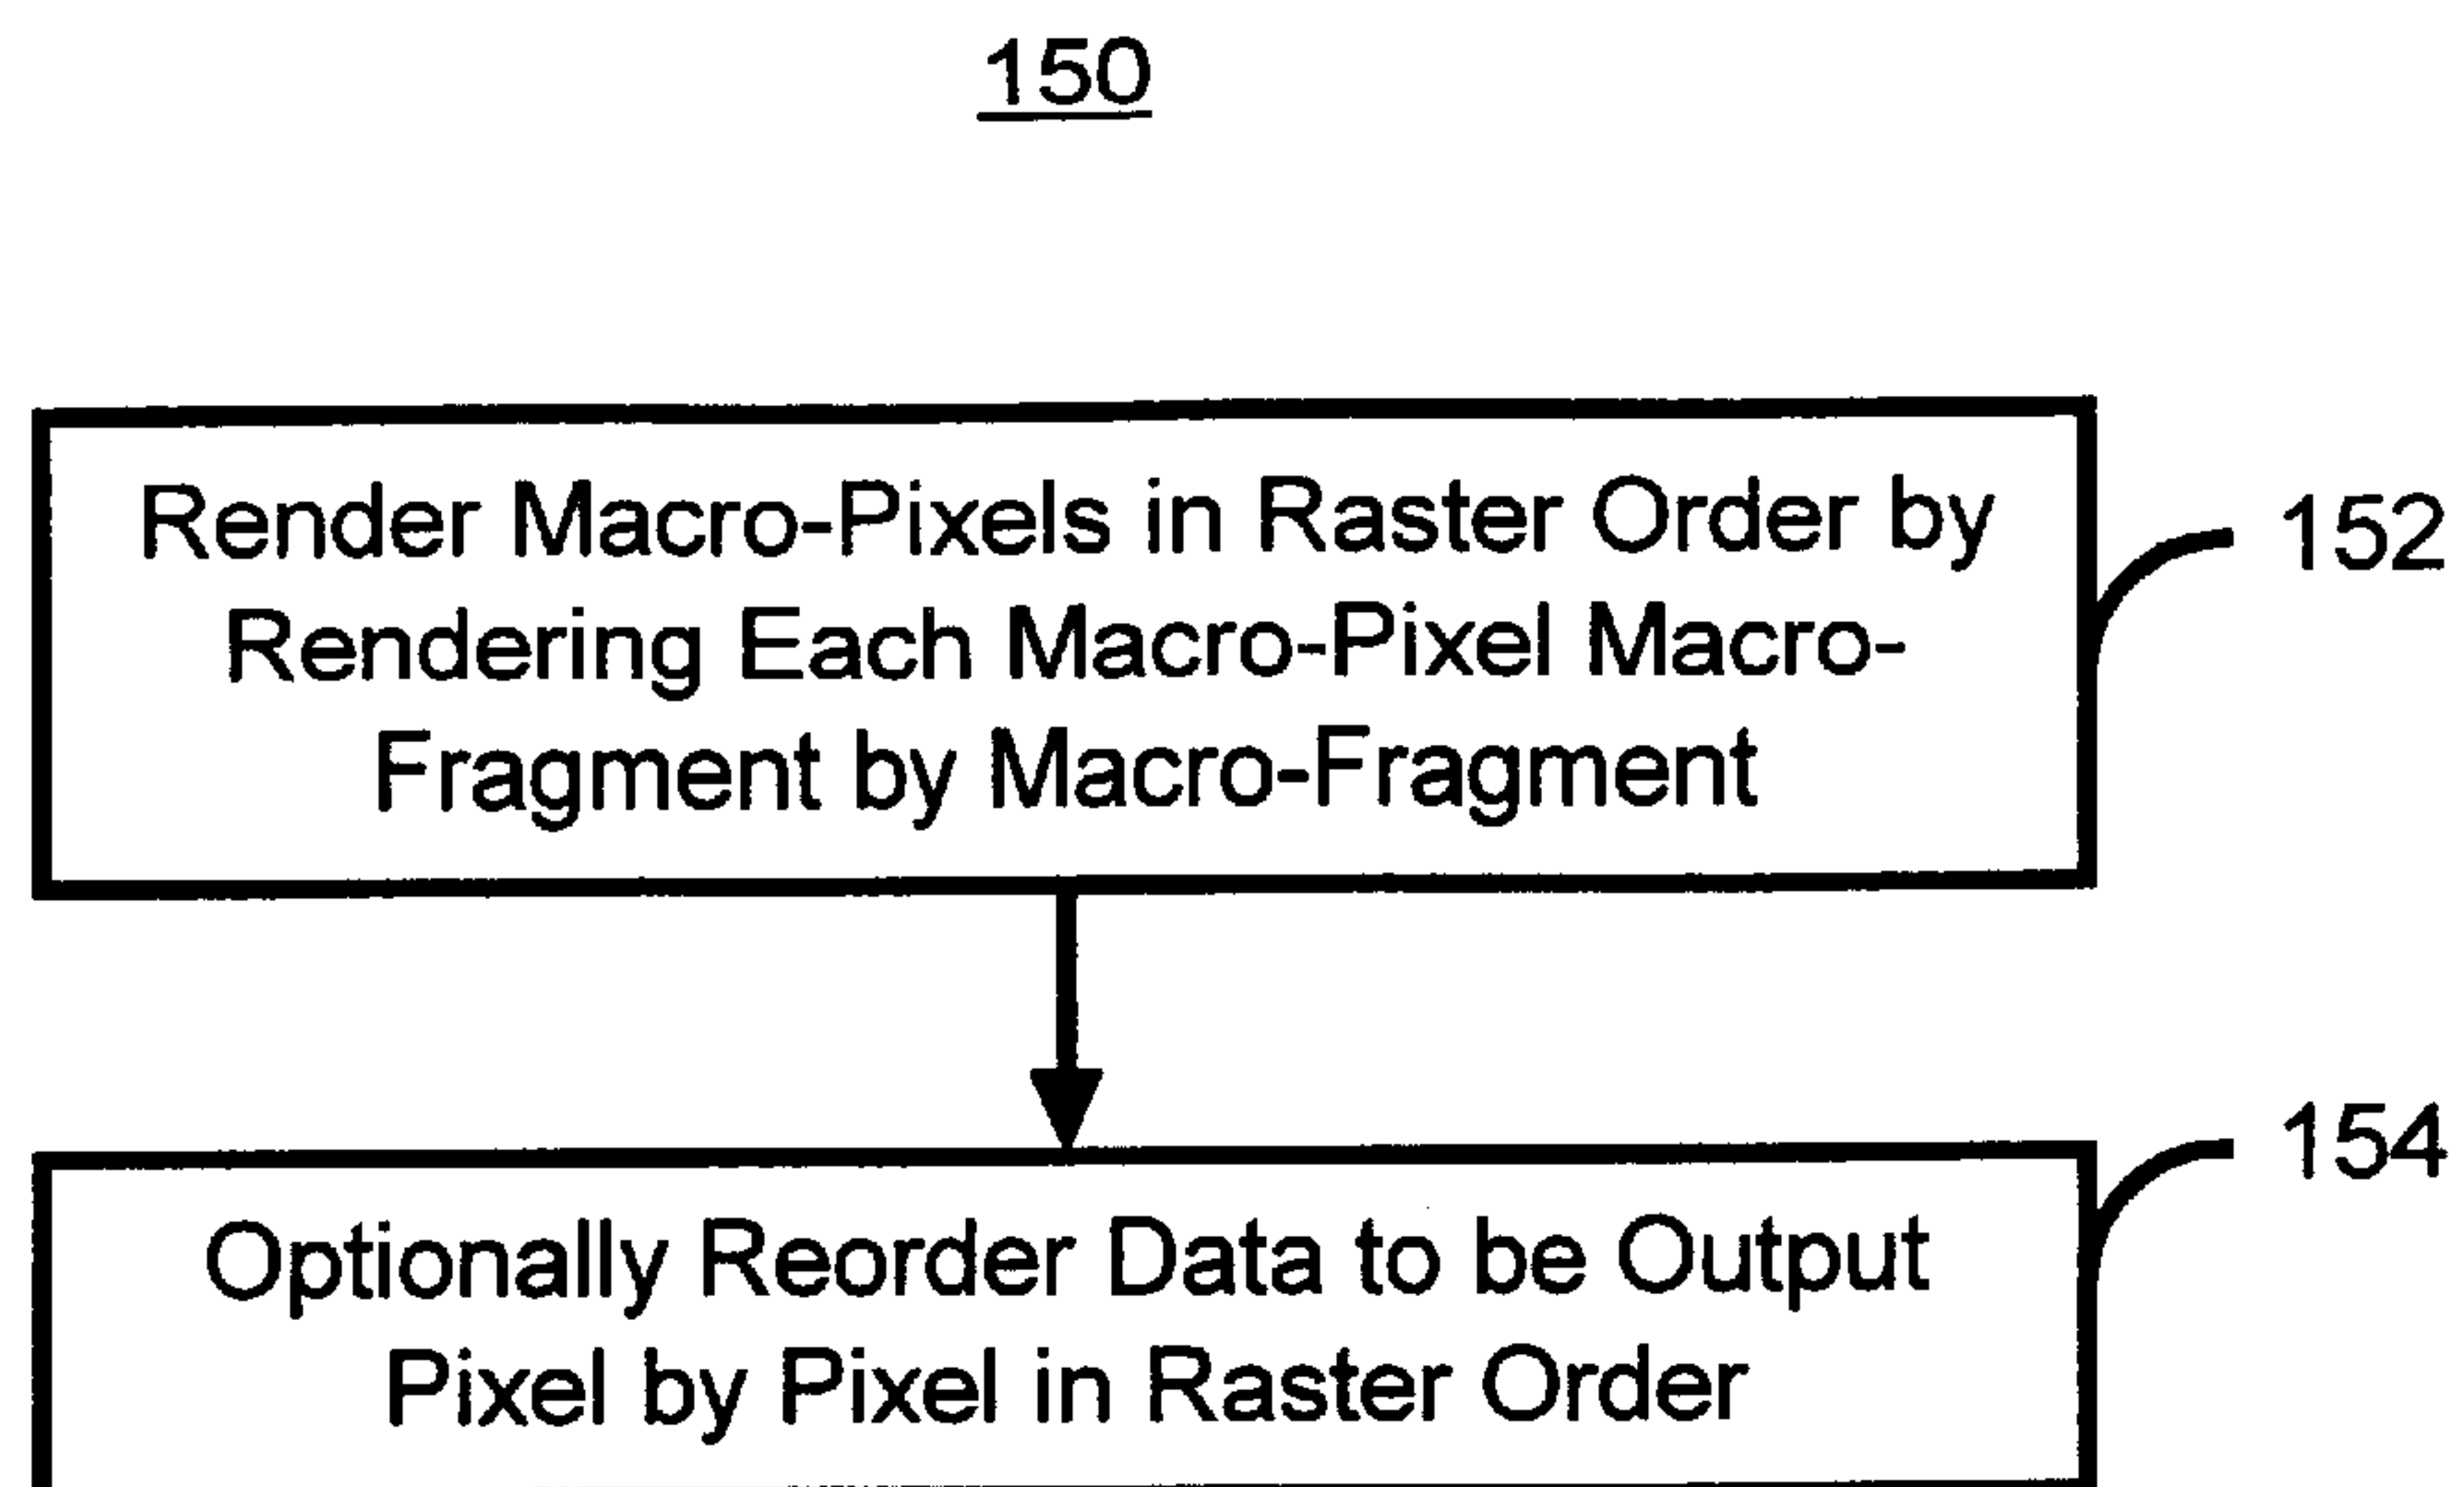 150
Render Macro-Pixels in Raster Order by
Rendering Each Macro-Pixel Macro-
Fragment by Macro-Fragment
152
154
Optionally Reorder Data to be Output
Pixel by Pixel in Raster Order